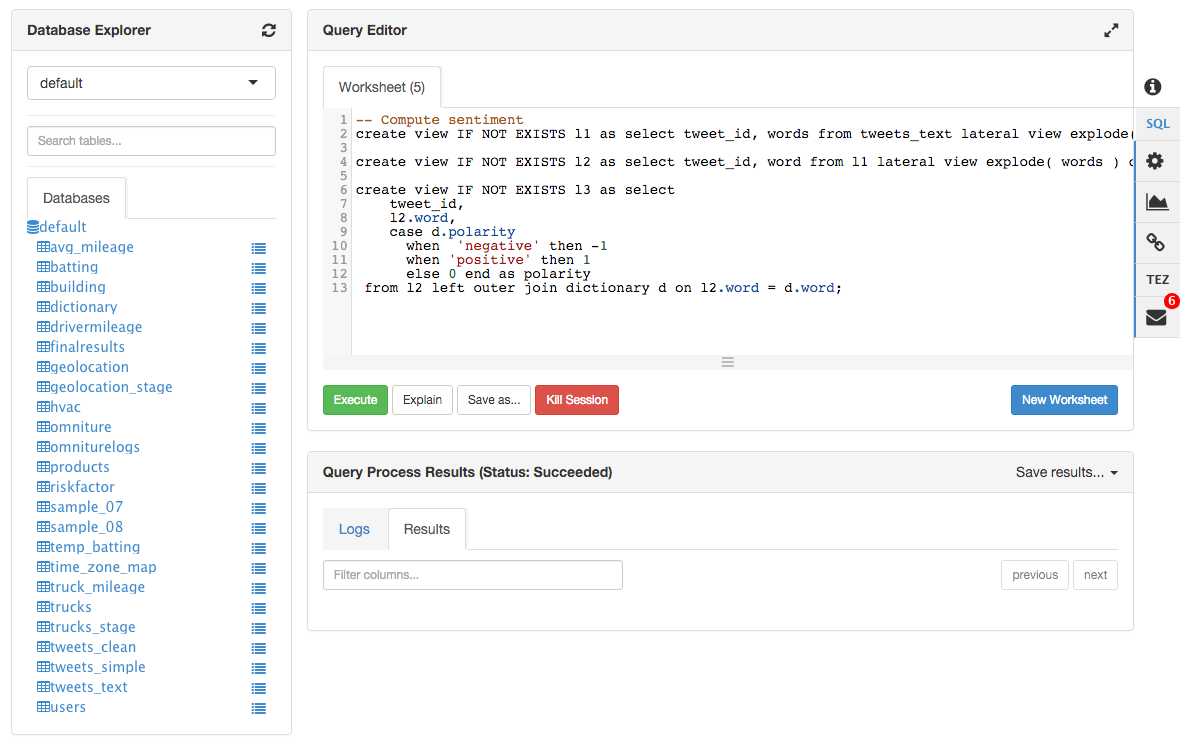 Database Explorer
default
Search tables...
Databases
default
avg_mileage
batting
building
dictionary
drivermileage
finalresults
geolocation
geolocation_stage
hvac
omniture
omniturelogs
products
riskfactor
sample_07
sample_08
temp_batting
time_zone_map
truck_mileage
trucks
trucks_stage
tweets_clean
tweets_simple
tweets_text
users
Query Editor
Worksheet (5)
1 -- Compute sentiment
2 create view IF NOT EXISTS l1 as select tweet_id, words from tweets_text lateral view explode(
3
4 create view IF NOT EXISTS l2 as select tweet_id, word from l1 lateral view explode( words )
5
6 create view IF NOT EXISTS l3 as select
7 tweet_id,
8 l2.word,
9 case d.polarity
10 when 'negative' then -1
11 when 'positive' then 1
12 else 0 end as polarity
13 from l2 left outer join dictionary d on l2.word = d.word;
Execute Explain Save as... Kill Session New Worksheet
Query Process Results (Status: Succeeded) Save results...
Logs Results
Filter columns... previous next
SQL
TEZ
6